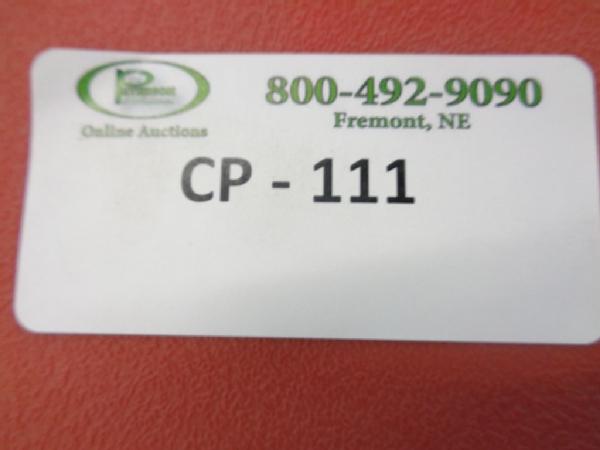 800-492-9090
Fremont, NE
Online Auctions
CP - 111